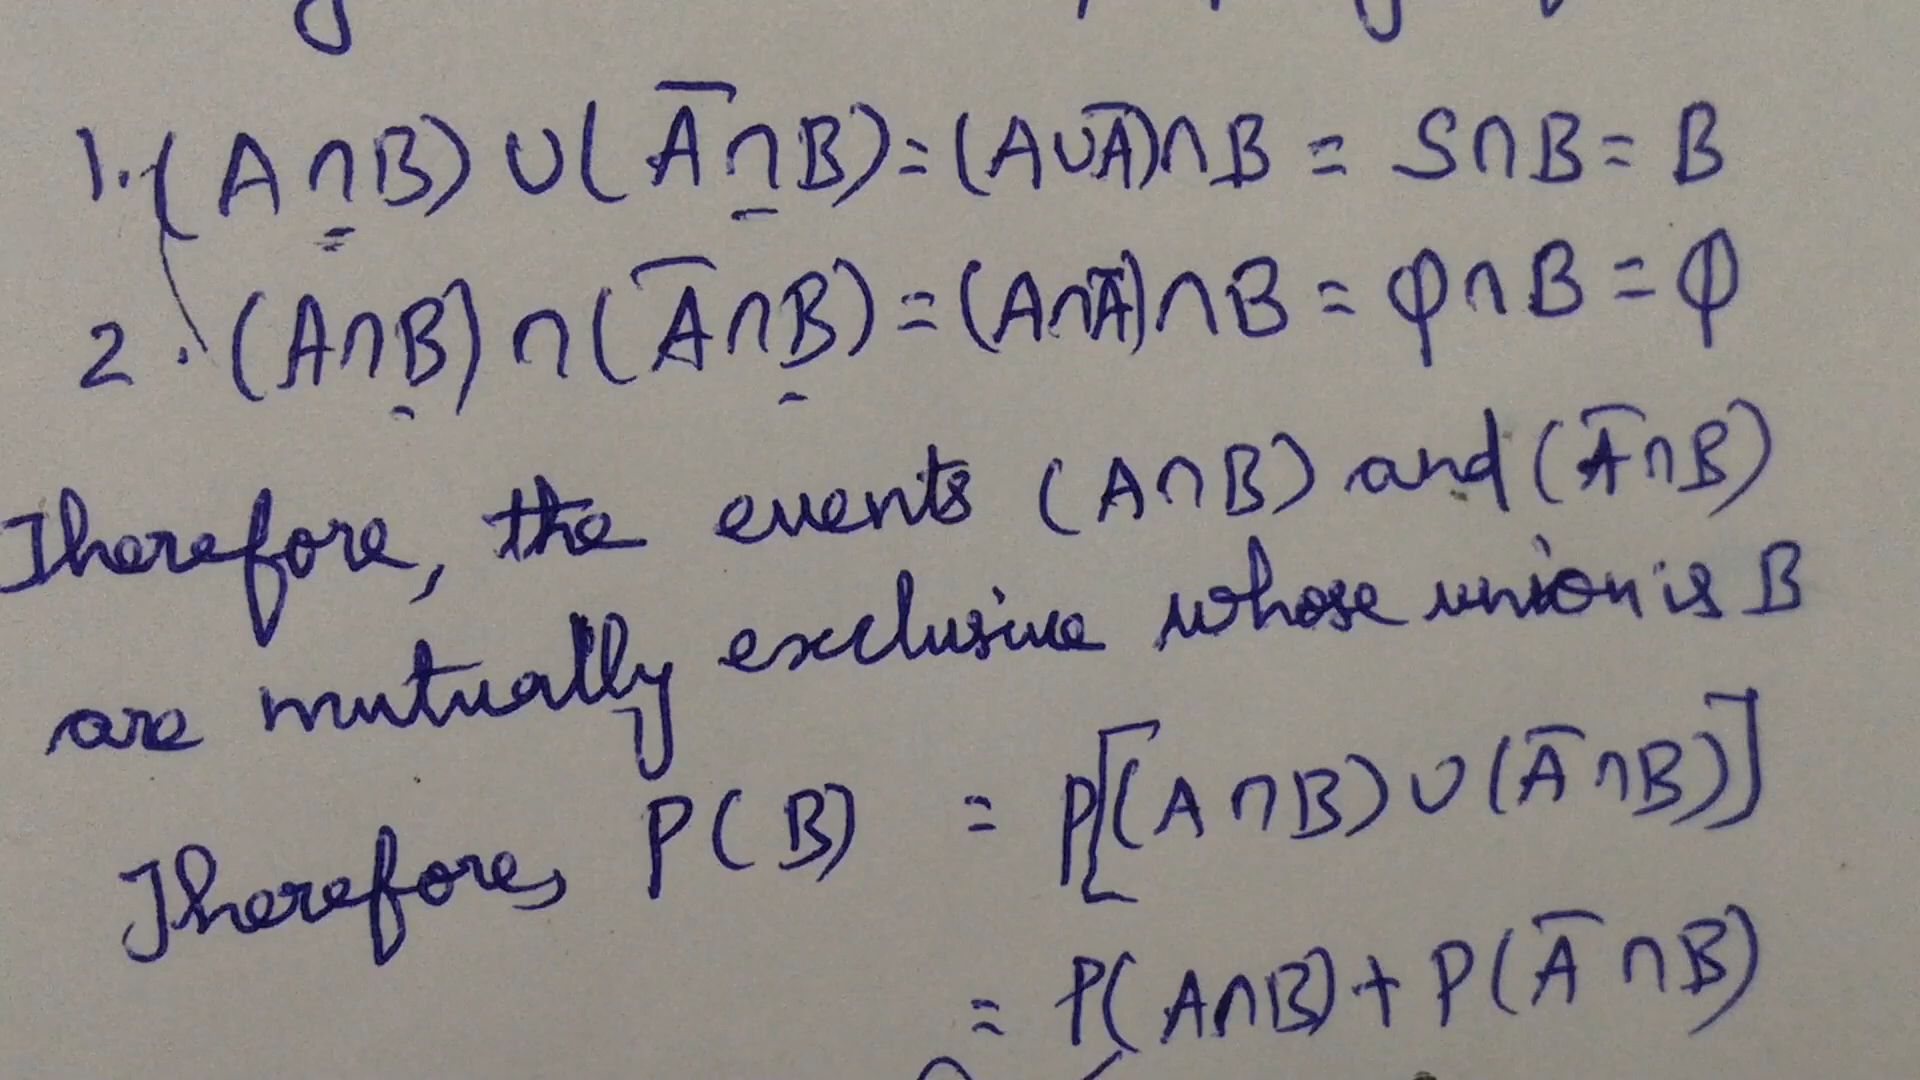 1. (A∩B) ∪ (A̅∩B) = (A∪A̅)∩B = S∩B = B
2. (A∩B) ∩ (A̅∩B) = (A∩A̅)∩B = φ∩B = φ
Therefore, the events (A∩B) and (A̅∩B)
are mutually exclusive whose union is B
Therefore, P(B) = P[(A∩B) ∪ (A̅∩B)]
= P(A∩B) + P(A̅∩B)